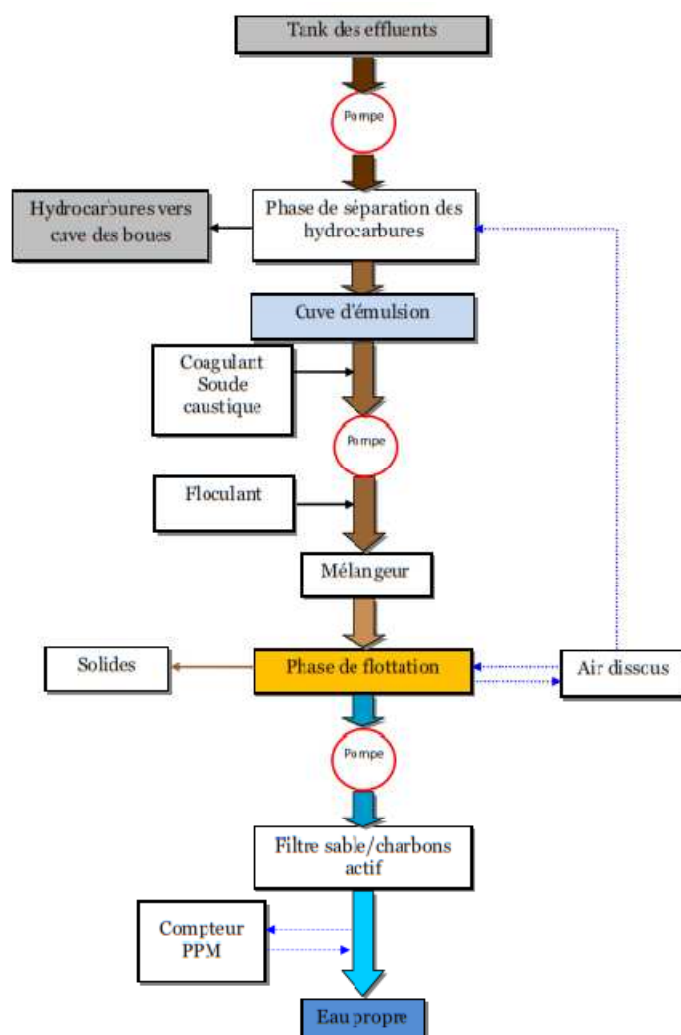 Tank des effluents
Pompe
Hydrocarbures vers
cave des boues
Phase de séparation des
hydrocarbures
Cuve d'émulsion
Coagulant
Soude
caustique
Pompe
Floculant
Mélangeur
Solides
Phase de flottation
Air disscus
Pompe
Filtre sable/charbons
actif
Compteur
PPM
Eau propre